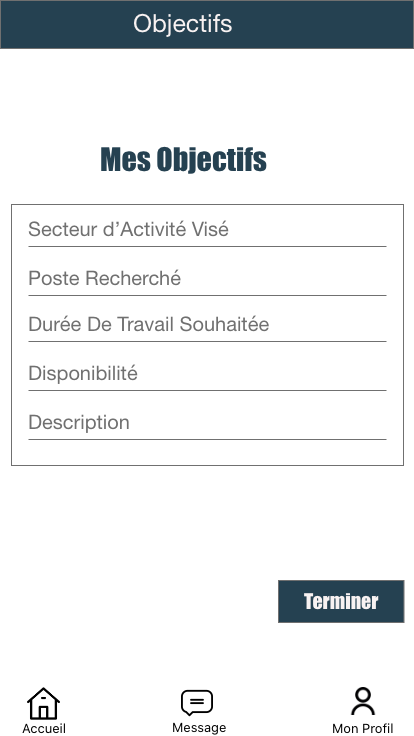 Objectifs
Mes Objectifs
Secteur d’Activité Visé
Poste Recherché
Durée De Travail Souhaitée
Disponibilité
Description
Terminer
Accueil
Message
Mon Profil